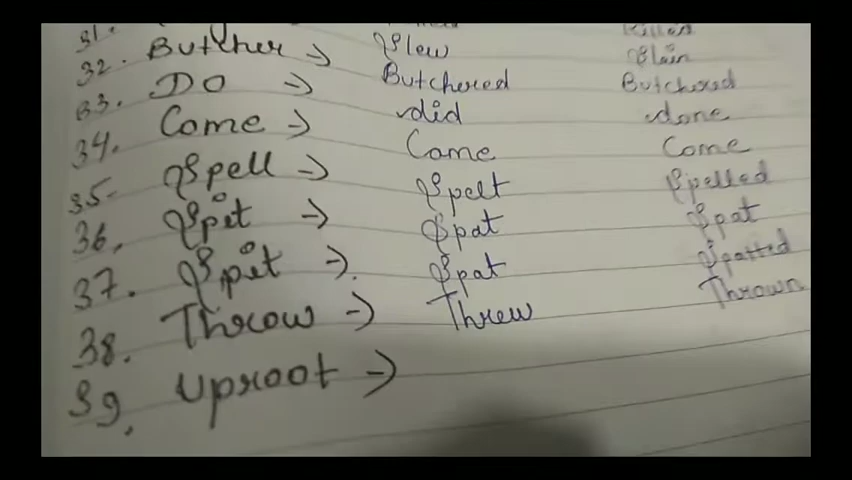 31. Slew Slain
32. Butcher → Butchered Butchered
33. DO → did done
34. Come → Came Come
35. Spell → Spelt Spelled
36. Spit → Spat Spat
37. Spit → Spat Spatted
38. Throw → Threw Thrown
39. Uproot →